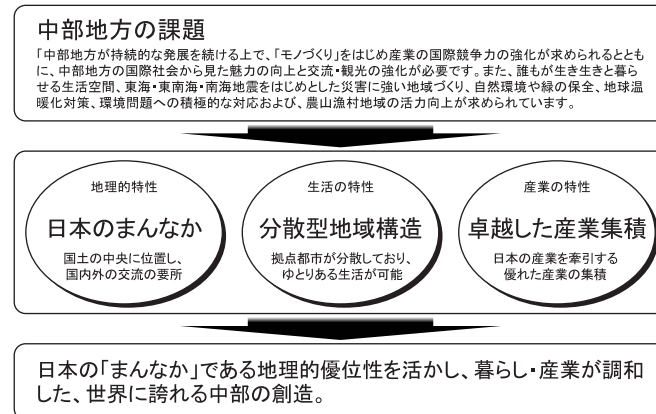 中部地方の課題
「中部地方が持続的な発展を続ける上で、「モノづくり」をはじめ産業の国際競争力の強化が求められるととも
に、中部地方の国際社会から見た魅力の向上と交流・観光の強化が必要です。また、誰もが生き生きと暮ら
せる生活空間、東海・東南海・南海地震をはじめとした災害に強い地域づくり、自然環境や緑の保全、地球温
暖化対策、環境問題への積極的な対応および、農山漁村地域の活力向上が求められています。
地理的特性
日本のまんなか
国土の中央に位置し、
国内外の交流の要所
生活の特性
分散型地域構造
拠点都市が分散しており、
ゆとりある生活が可能
産業の特性
卓越した産業集積
日本の産業を牽引する
優れた産業の集積
日本の「まんなか」である地理的優位性を活かし、暮らし・産業が調和
した、世界に誇れる中部の創造。